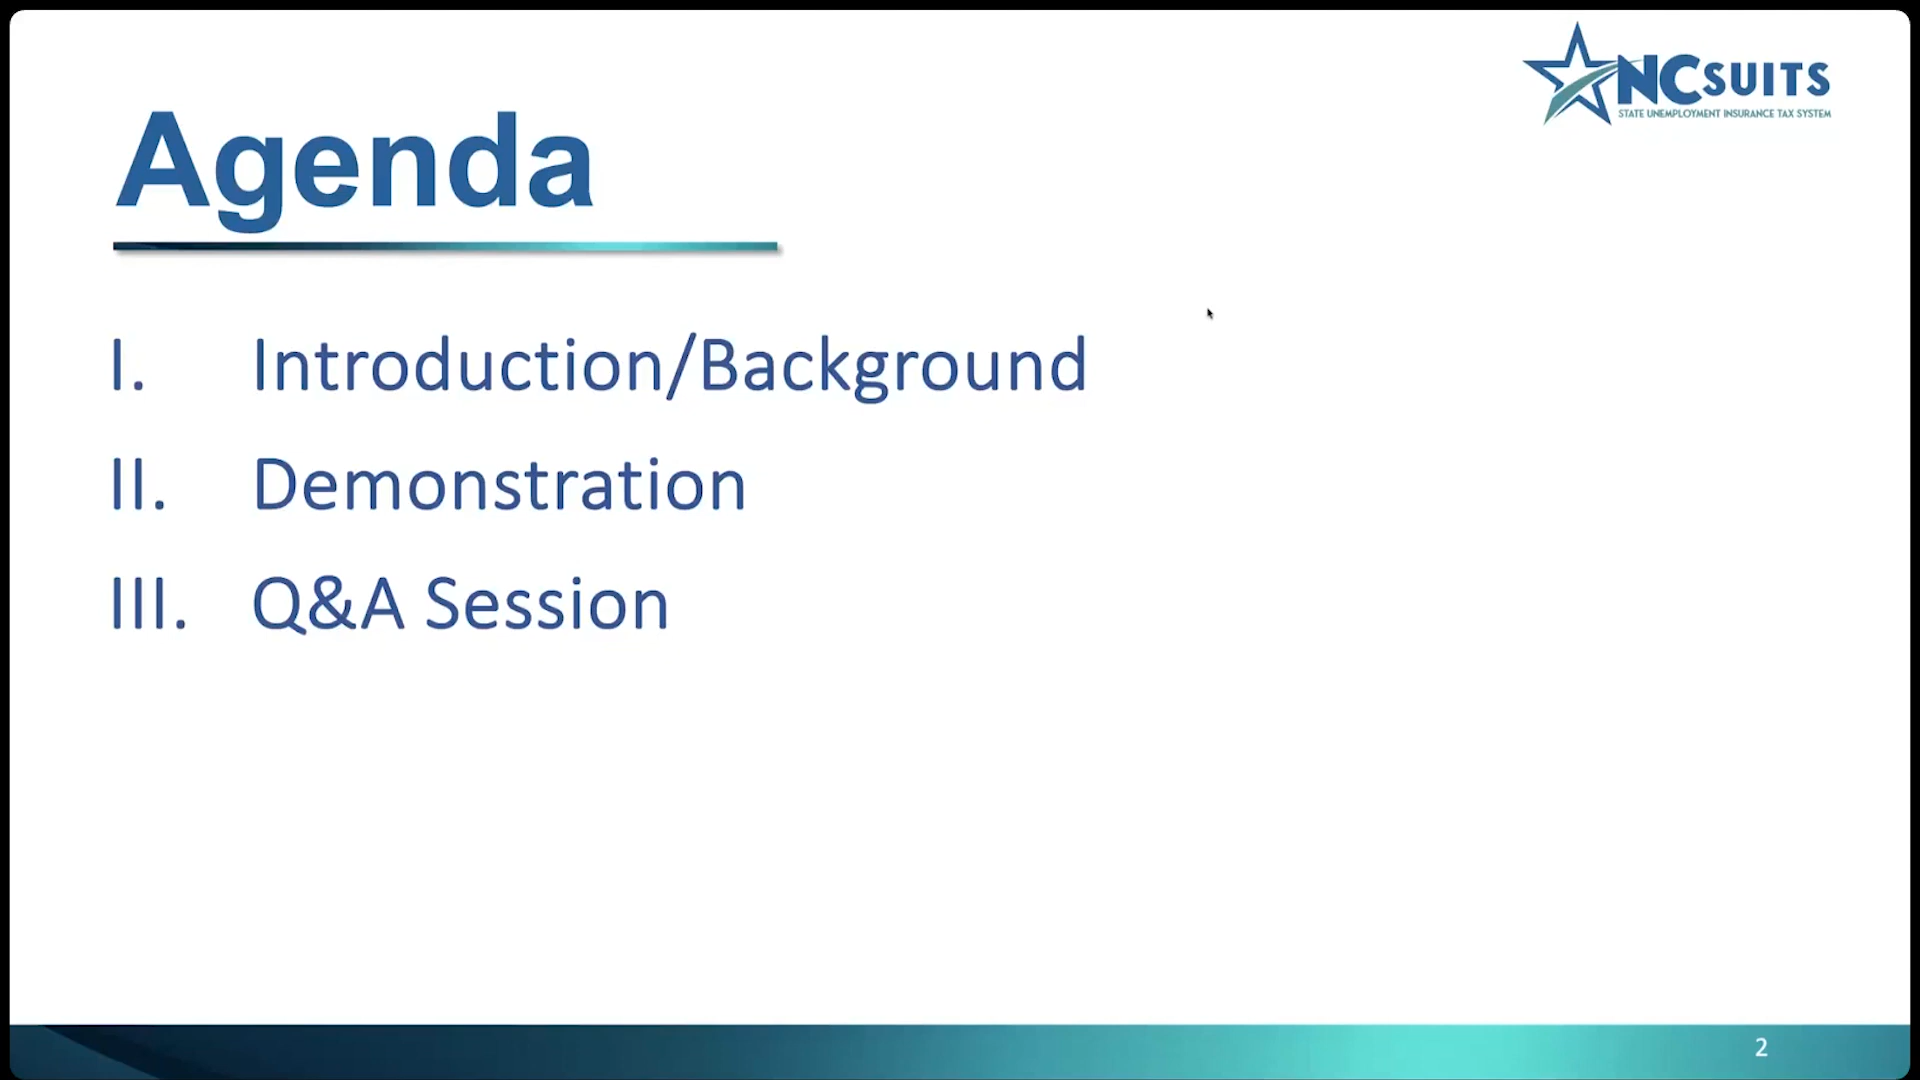 NCSUITS
STATE UNEMPLOYMENT INSURANCE TAX SYSTEM
Agenda
I. Introduction/Background
II. Demonstration
III. Q&A Session
2